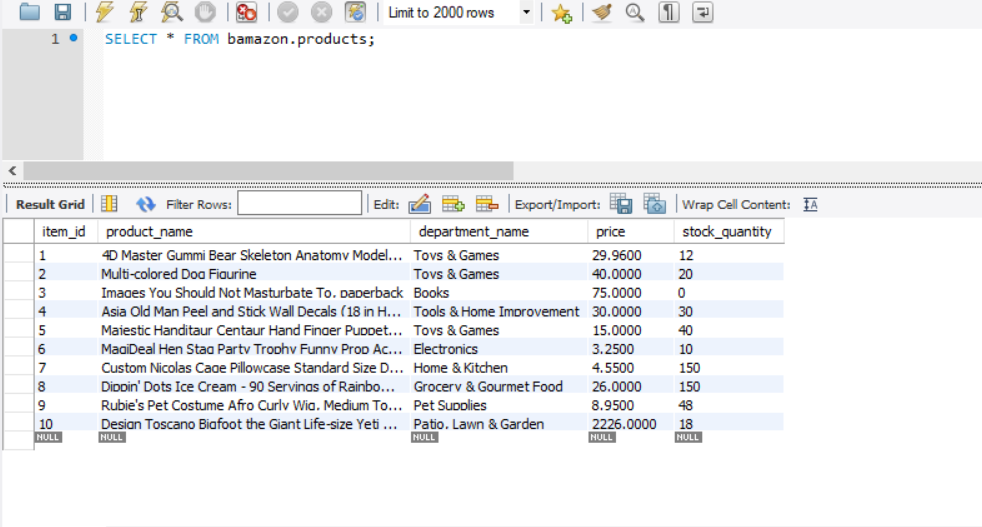 Limit to 2000 rows
1 SELECT * FROM bamazon.products;
Result Grid Filter Rows: Edit: Export/Import: Wrap Cell Content:
item_id product_name department_name price stock_quantity
1 4D Master Gummi Bear Skeleton Anatomy Model... Toys & Games 29.9600 12
2 Multi-colored Dog Figurine Toys & Games 40.0000 20
3 Images You Should Not Masturbate To, paperback Books 75.0000 0
4 Asia Old Man Peel and Stick Wall Decals (18 in H... Tools & Home Improvement 30.0000 30
5 Majestic Handitaur Centaur Hand Finger Puppet... Toys & Games 15.0000 40
6 MagiDeal Hen Stag Party Trophy Funny Prop Ac... Electronics 3.2500 10
7 Custom Nicolas Cage Pillowcase Standard Size D... Home & Kitchen 4.5500 150
8 Dippin' Dots Ice Cream - 90 Servings of Rainbo... Grocery & Gourmet Food 26.0000 150
9 Rubie's Pet Costume Afro Curly Wig, Medium To... Pet Supplies 8.9500 48
10 Design Toscano Bigfoot the Giant Life-size Yeti ... Patio, Lawn & Garden 2226.0000 18
NULL NULL NULL NULL NULL